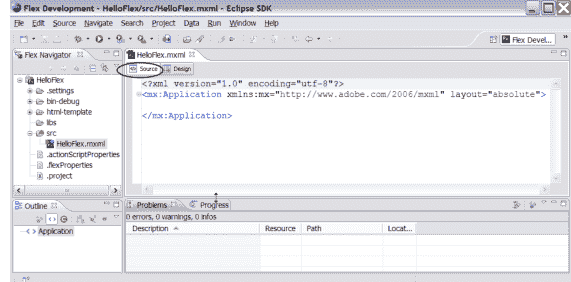 Flex Development - HelloFlex/src/HelloFlex.mxml - Eclipse SDK
File Edit Source Navigate Search Project Data Run Window Help
Flex Devel...
Flex Navigator
HelloFlex.mxml
Source Design
HelloFlex
.settings
bin-debug
html-template
libs
src
HelloFlex.mxml
.actionScriptProperties
.flexProperties
.project
<?xml version="1.0" encoding="utf-8"?>
<mx:Application xmlns:mx="http://www.adobe.com/2006/mxml" layout="absolute">
</mx:Application>
Outline
Application
Problems Progress
0 errors, 0 warnings, 0 infos
Description Resource Path Locat...